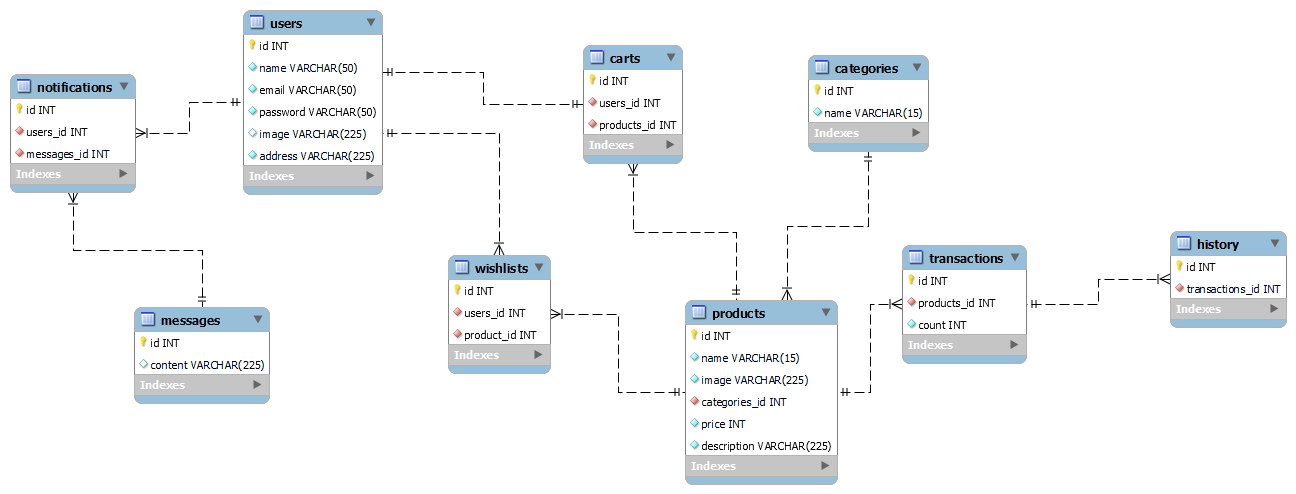 users
id INT
name VARCHAR(50)
email VARCHAR(50)
password VARCHAR(50)
image VARCHAR(225)
address VARCHAR(225)
Indexes
notifications
id INT
users_id INT
messages_id INT
Indexes
carts
id INT
users_id INT
products_id INT
Indexes
categories
id INT
name VARCHAR(15)
Indexes
messages
id INT
content VARCHAR(225)
Indexes
wishlists
id INT
users_id INT
product_id INT
Indexes
products
id INT
name VARCHAR(15)
image VARCHAR(225)
categories_id INT
price INT
description VARCHAR(225)
Indexes
transactions
id INT
products_id INT
count INT
Indexes
history
id INT
transactions_id INT
Indexes